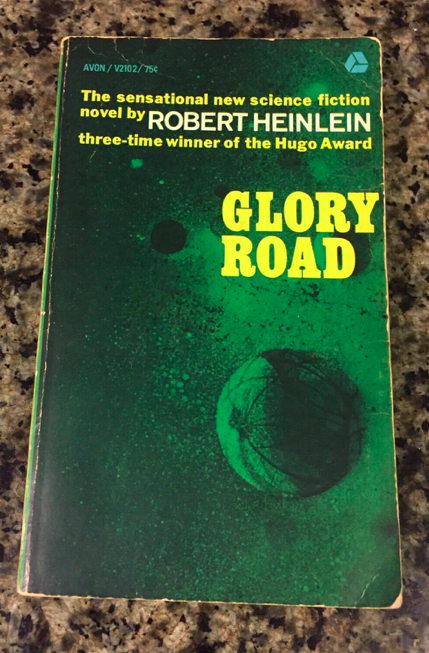 AVON / V2102 / 75¢
The sensational new science fiction
novel by ROBERT HEINLEIN
three-time winner of the Hugo Award
GLORY
ROAD